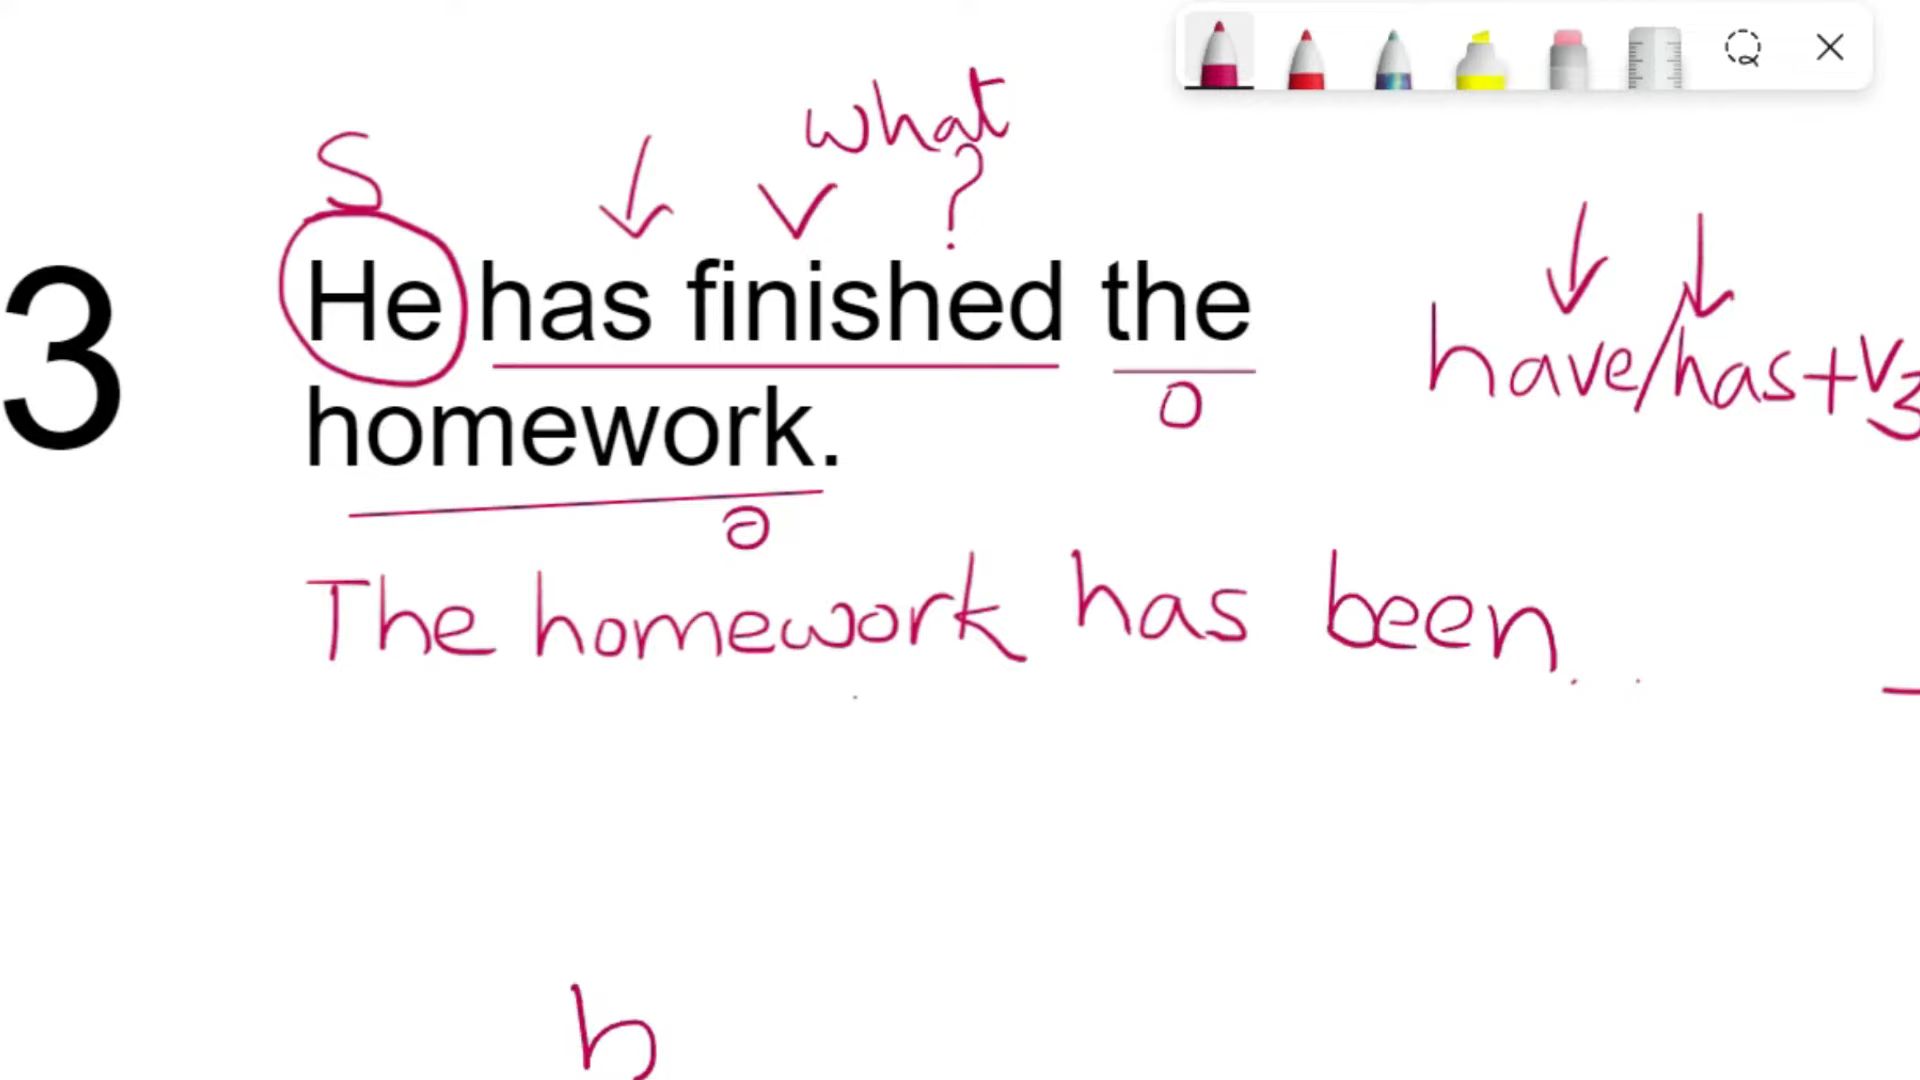 what
S ?
3 He has finished the
have/has+V3
O
homework.
O
The homework has been..
h